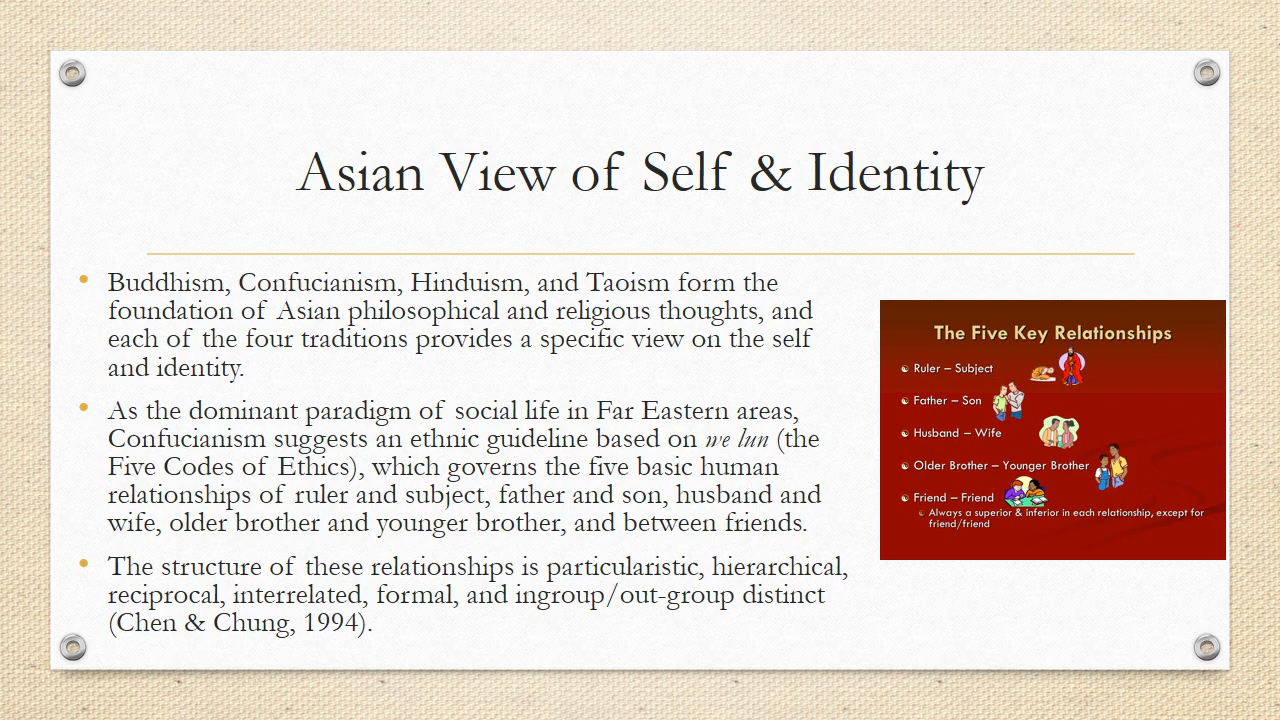 Asian View of Self & Identity
• Buddhism, Confucianism, Hinduism, and Taoism form the
foundation of Asian philosophical and religious thoughts, and
each of the four traditions provides a specific view on the self
and identity.
• As the dominant paradigm of social life in Far Eastern areas,
Confucianism suggests an ethnic guideline based on we lun (the
Five Codes of Ethics), which governs the five basic human
relationships of ruler and subject, father and son, husband and
wife, older brother and younger brother, and between friends.
• The structure of these relationships is particularistic, hierarchical,
reciprocal, interrelated, formal, and ingroup/out-group distinct
(Chen & Chung, 1994).
The Five Key Relationships
Ruler – Subject
Father – Son
Husband – Wife
Older Brother – Younger Brother
Friend – Friend
Always a superior & inferior in each relationship, except for
friend/friend